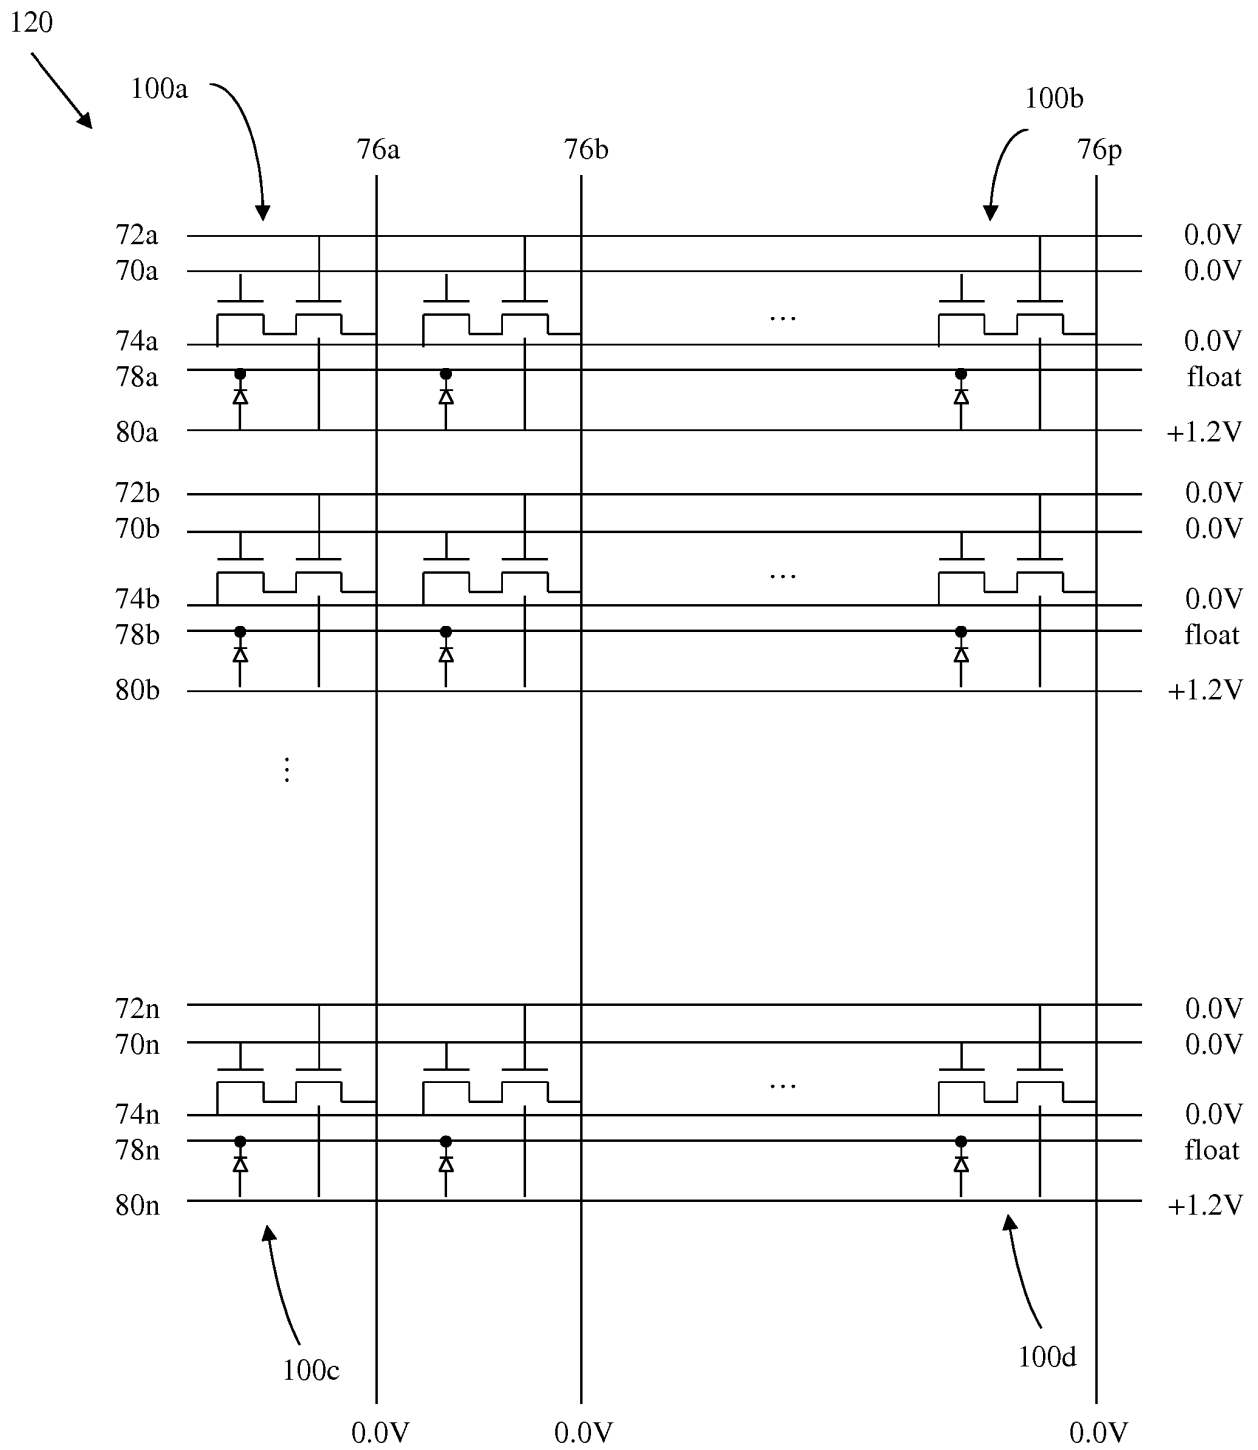 120
100a
100b
76a 76b 76p
72a 0.0V
70a 0.0V
...
74a 0.0V
78a float
80a +1.2V
72b 0.0V
70b 0.0V
...
74b 0.0V
78b float
80b +1.2V
...
72n 0.0V
70n 0.0V
...
74n 0.0V
78n float
80n +1.2V
100c
100d
0.0V 0.0V 0.0V